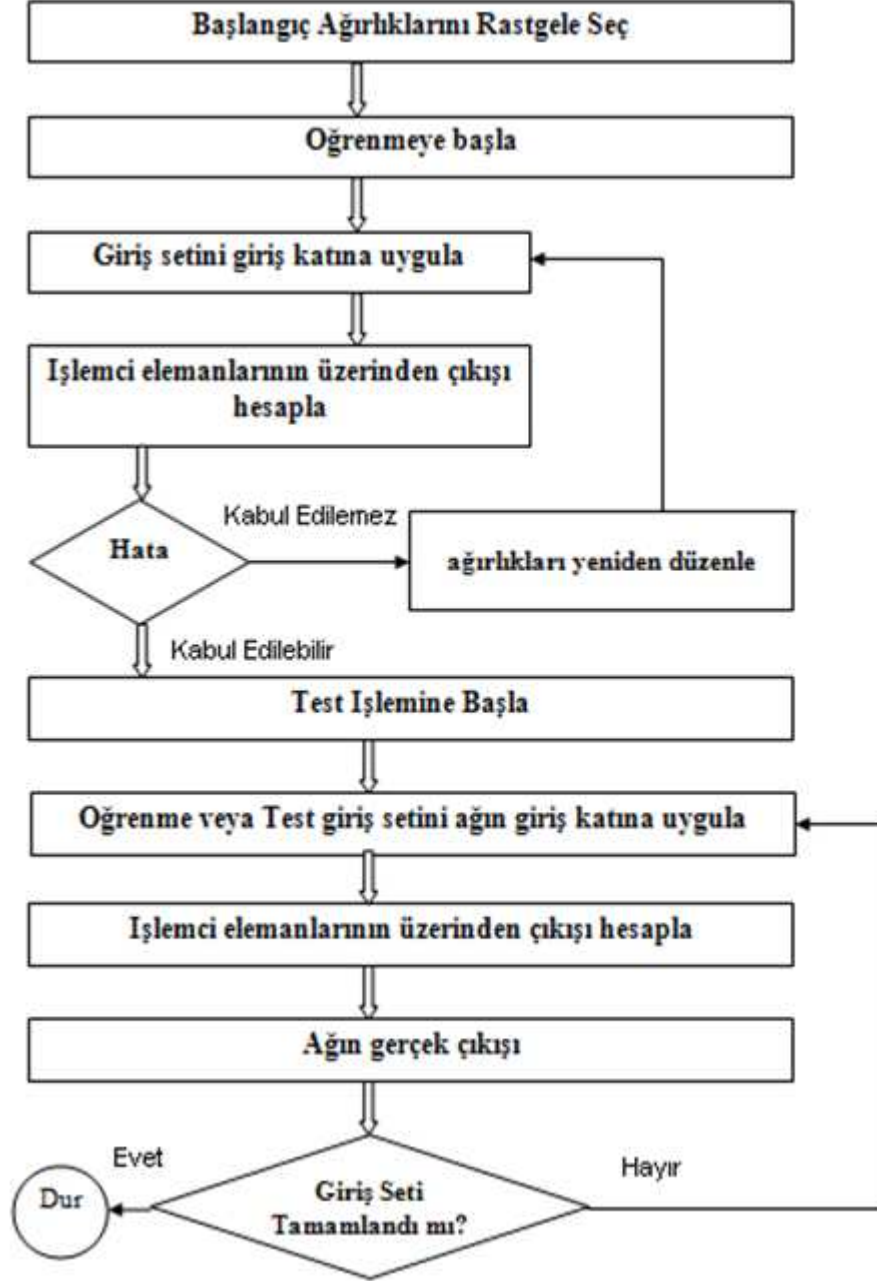 Başlangıç Ağırlıklarını Rastgele Seç
Oğrenmeye başla
Giriş setini giriş katına uygula
Işlemci elemanlarının üzerinden çıkışı
hesapla
Kabul Edilemez
Hata
ağırlıkları yeniden düzenle
Kabul Edilebilir
Test Işlemine Başla
Oğrenme veya Test giriş setini ağın giriş katına uygula
Işlemci elemanlarının üzerinden çıkışı hesapla
Ağın gerçek çıkışı
Evet
Hayır
Dur
Giriş Seti
Tamamlandı mı?